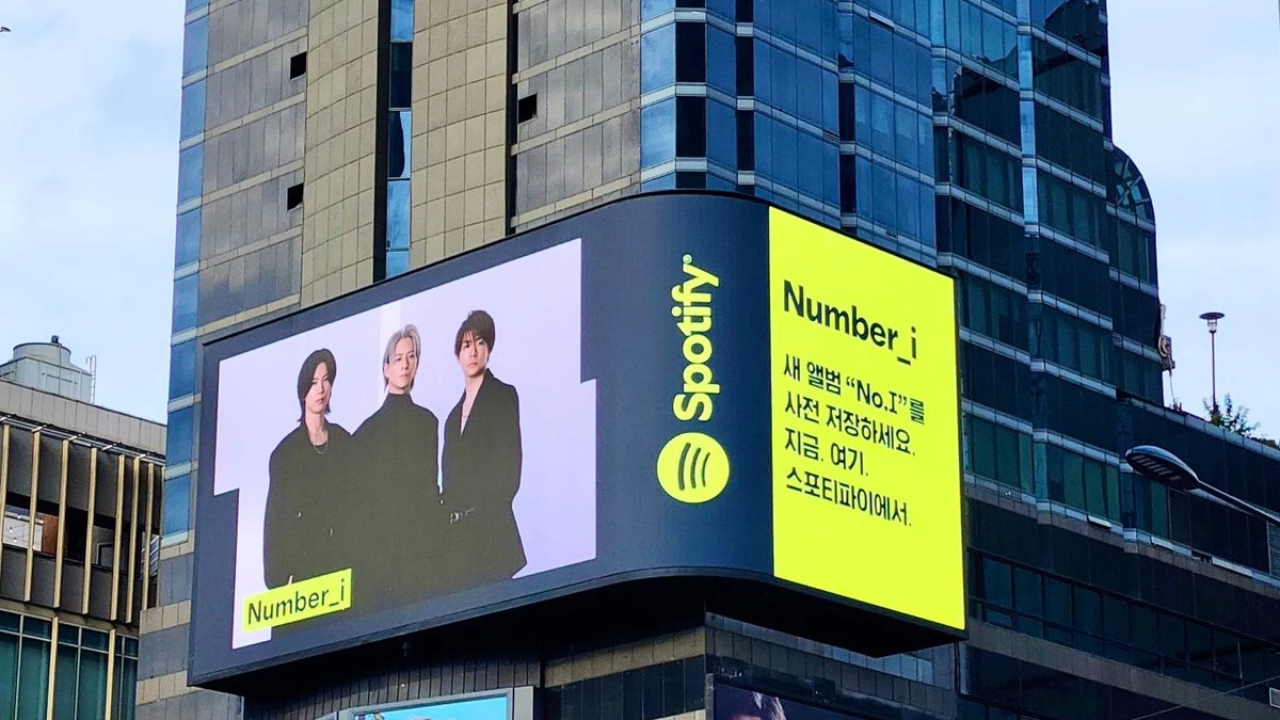 Number_i
Spotify
Number_i
새 앨범 “No.I”를
사전 저장하세요.
지금. 여기.
스포티파이에서.